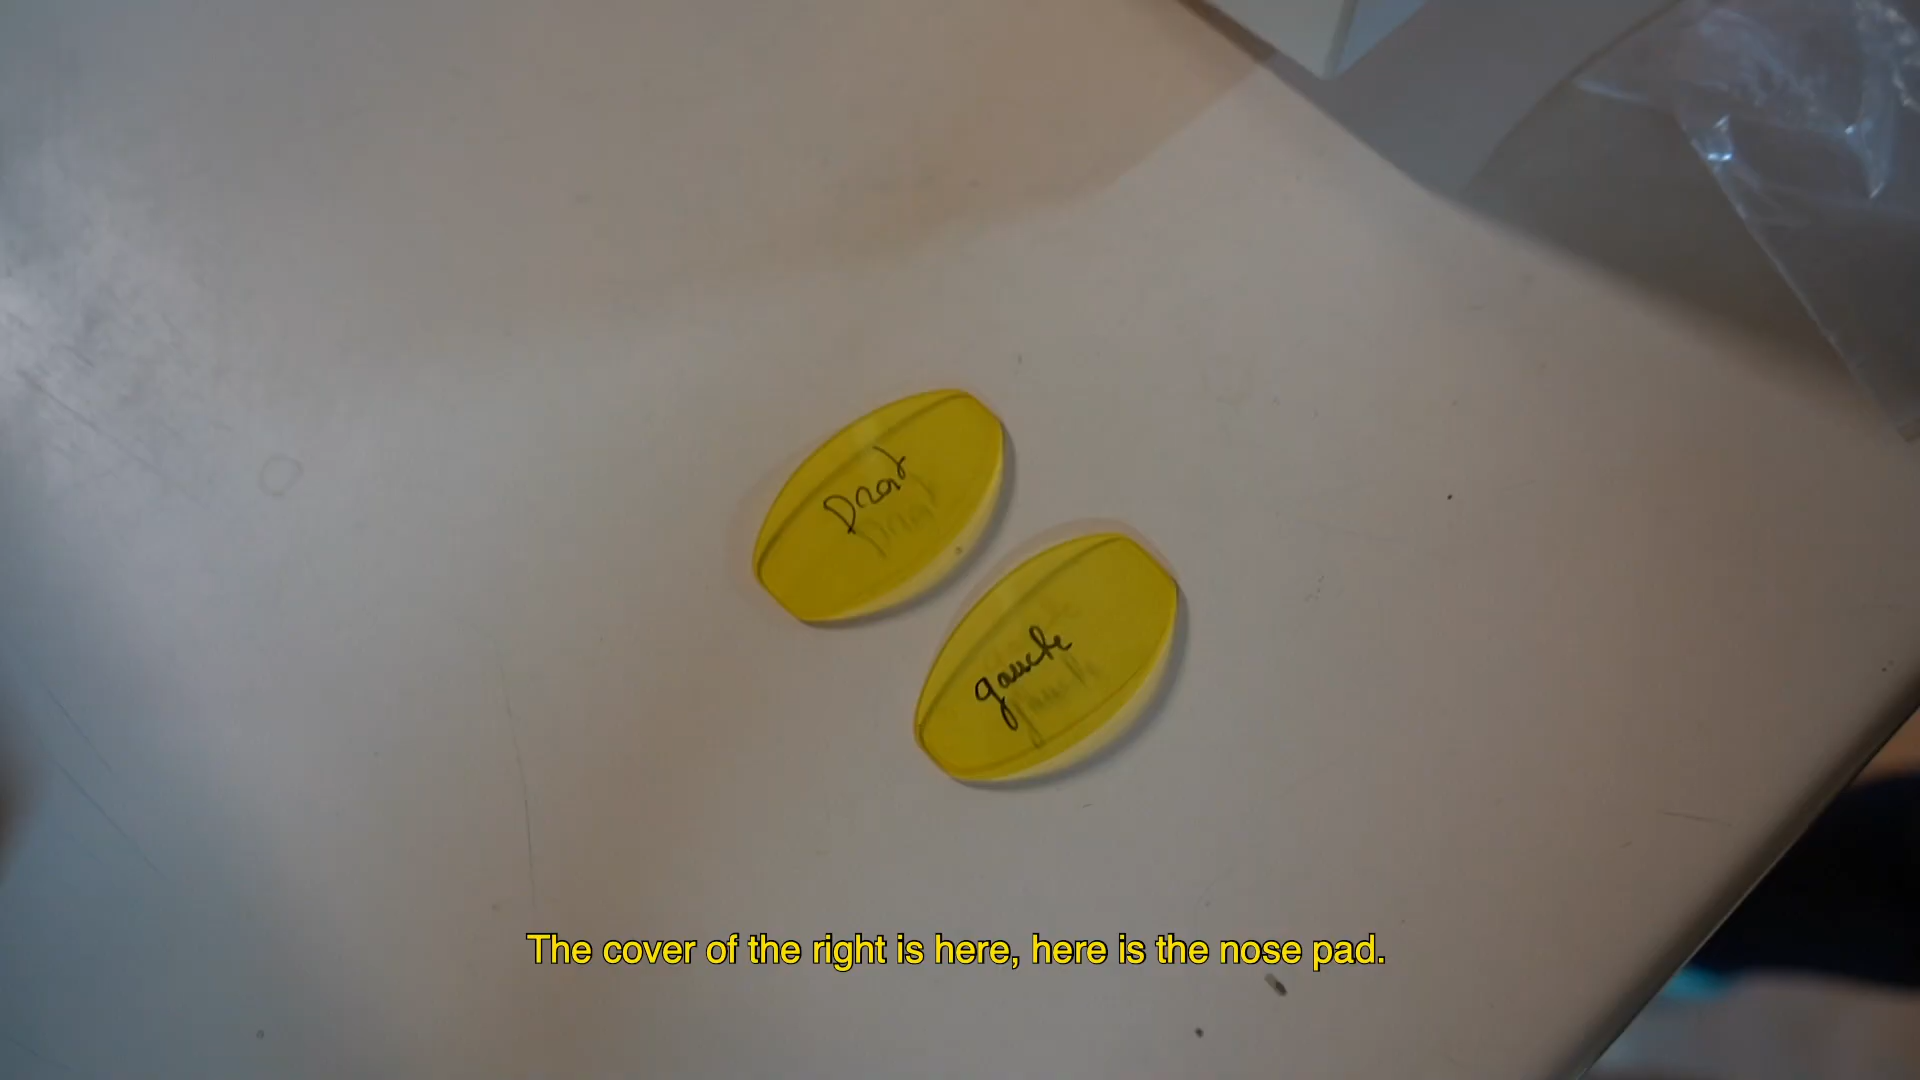 Droit
gauche
The cover of the right is here, here is the nose pad.